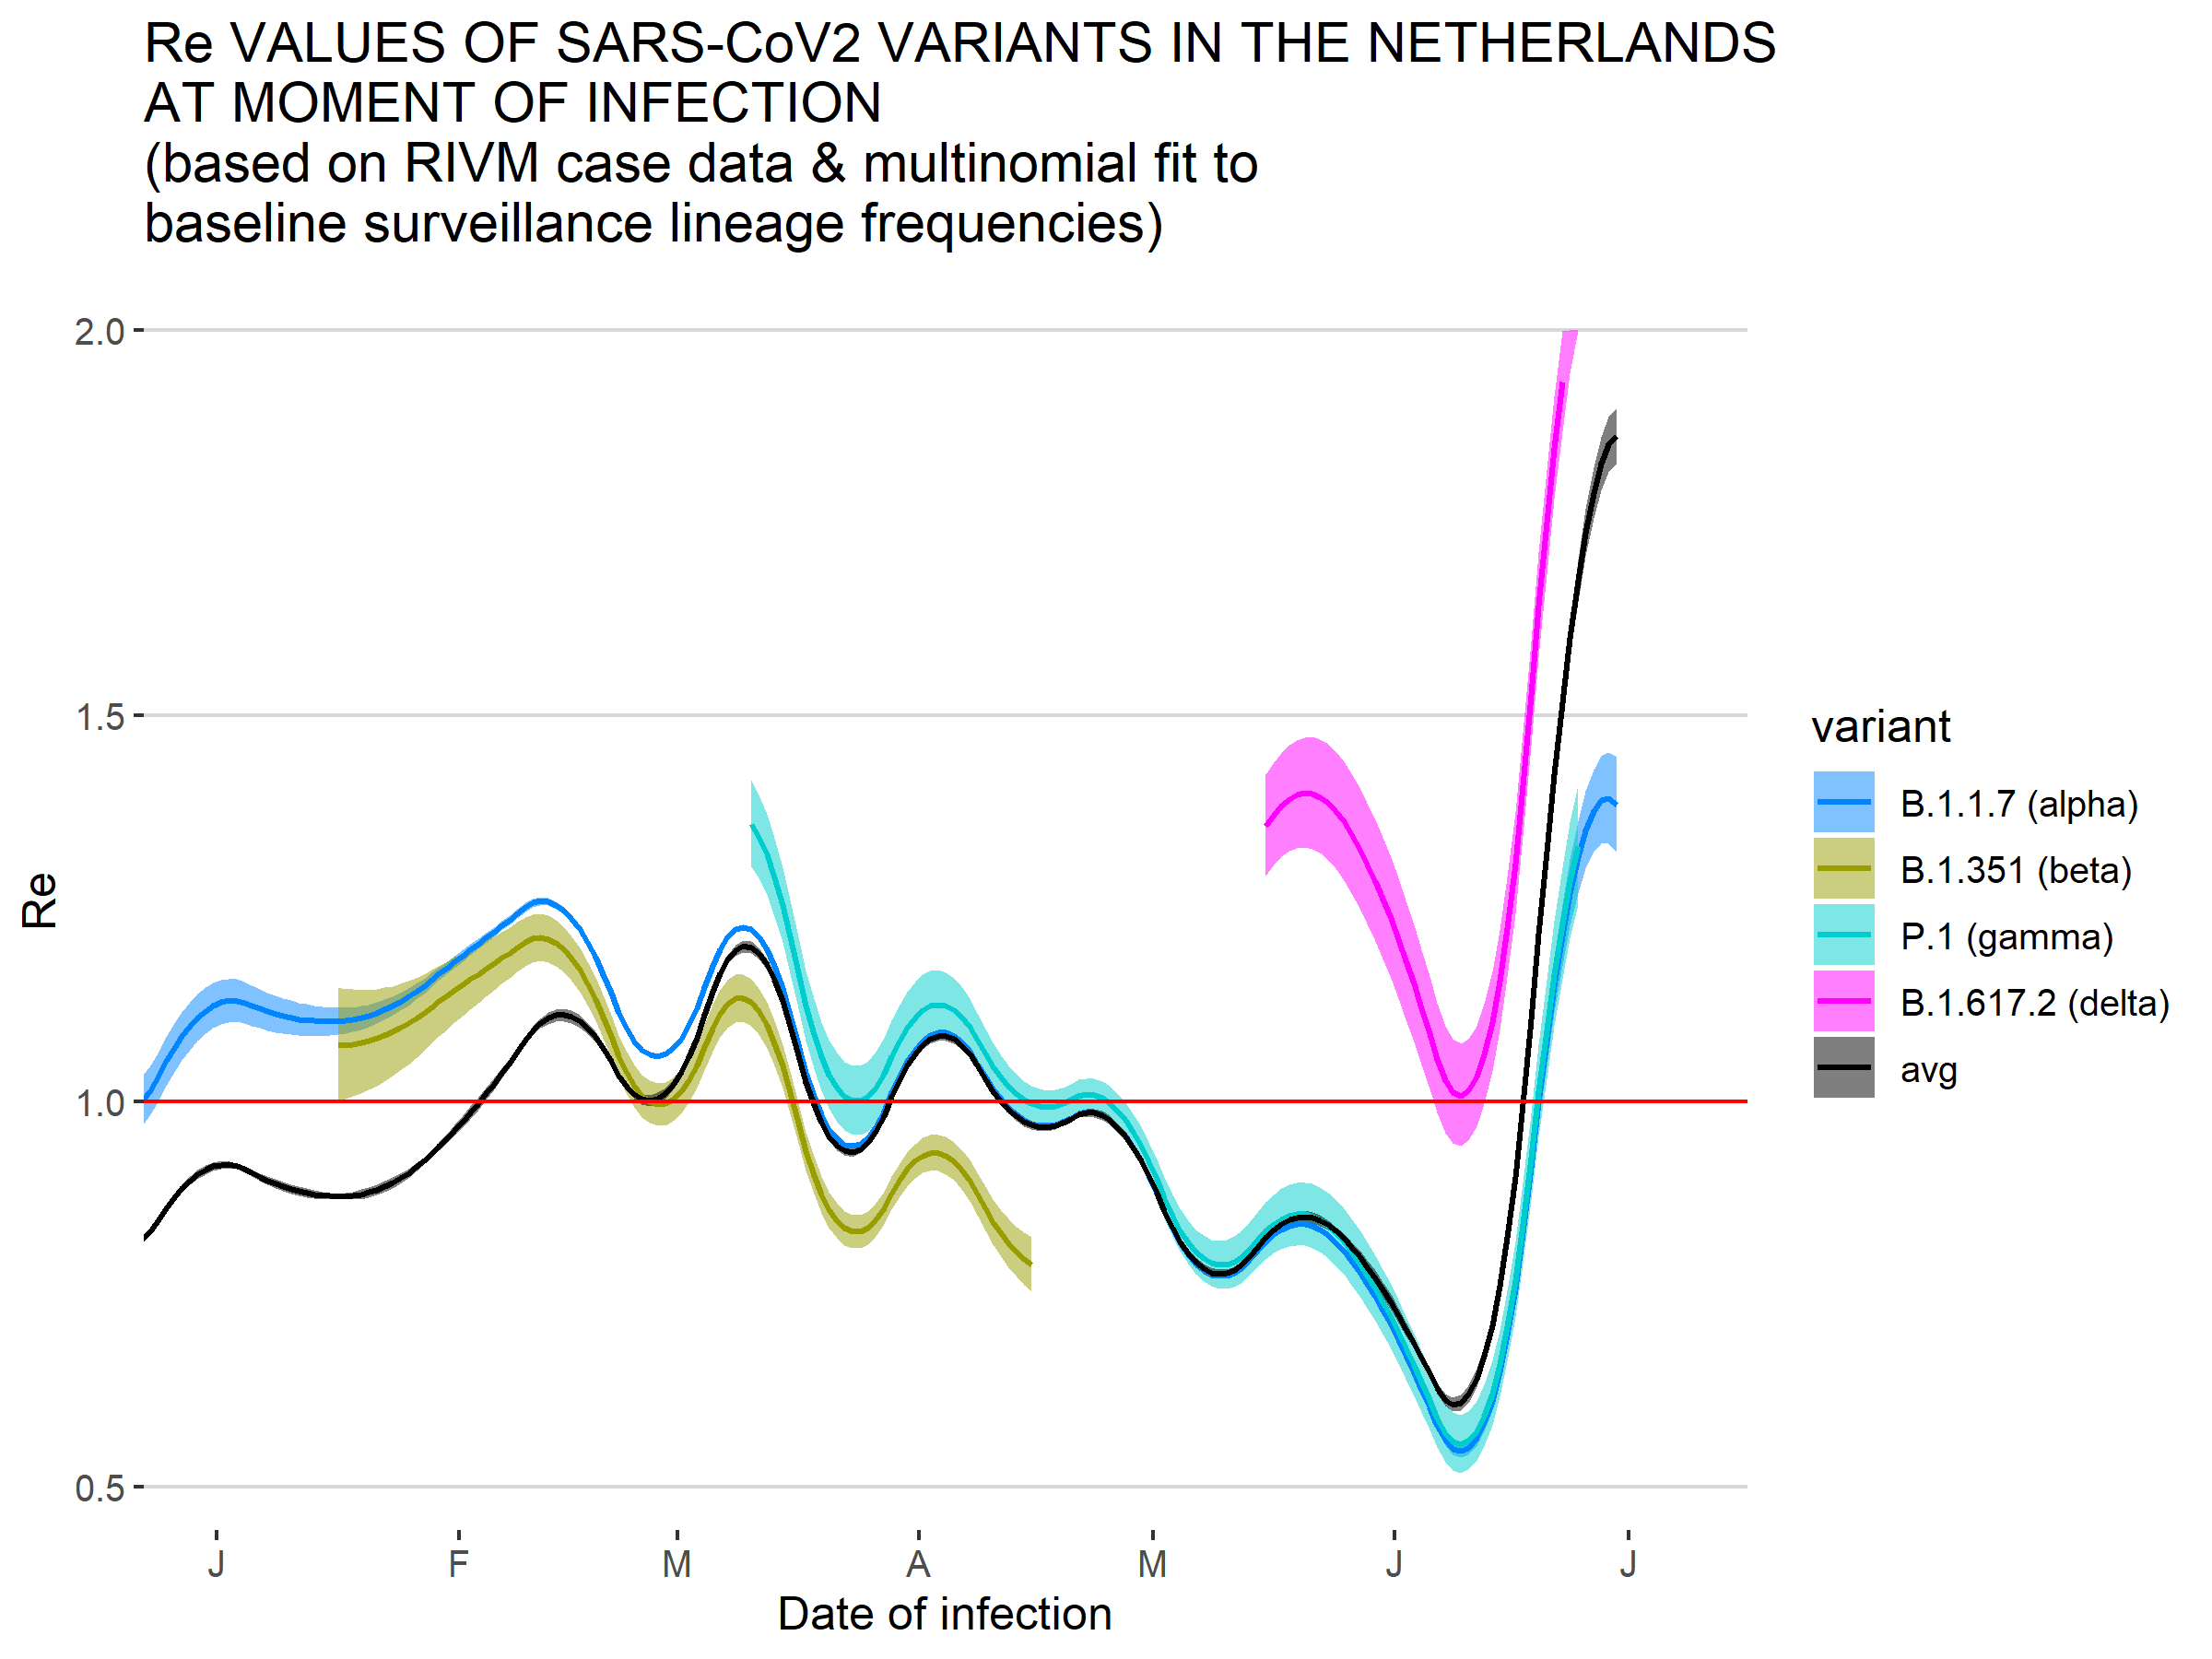 Re VALUES OF SARS-CoV2 VARIANTS IN THE NETHERLANDS
AT MOMENT OF INFECTION
(based on RIVM case data & multinomial fit to
baseline surveillance lineage frequencies)
2.0
1.5
1.0
0.5
Re
J F M A M J J
Date of infection
variant
B.1.1.7 (alpha)
B.1.351 (beta)
P.1 (gamma)
B.1.617.2 (delta)
avg